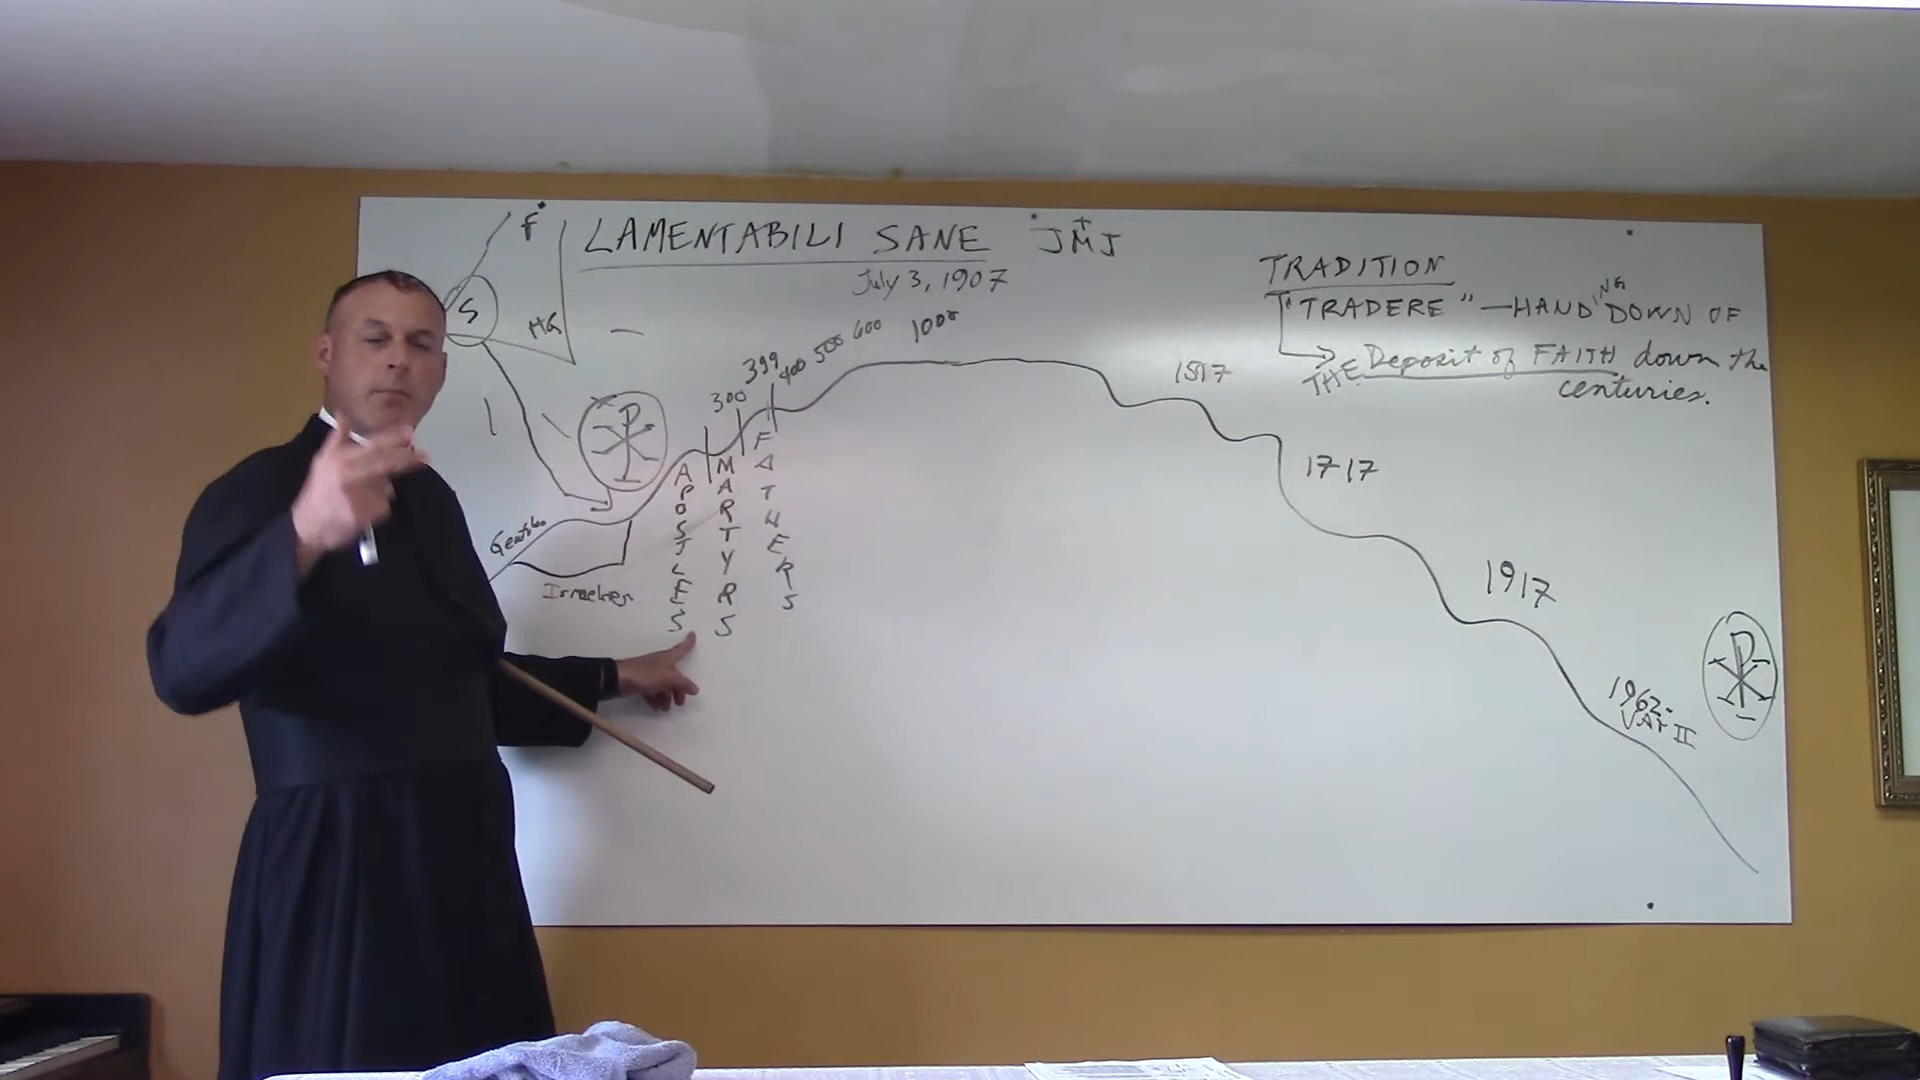 F
S
HG
LAMENTABILI SANE JMJ
July 3, 1907
TRADITION
"TRADERE" — HANDING DOWN OF
THE Deposit of FAITH down the
centuries.
300
399
400
500
600
1000
1517
1717
1917
1962-
VAT II
Gentiles
Israelites
APOSTLES
MARTYRS
FATHERS